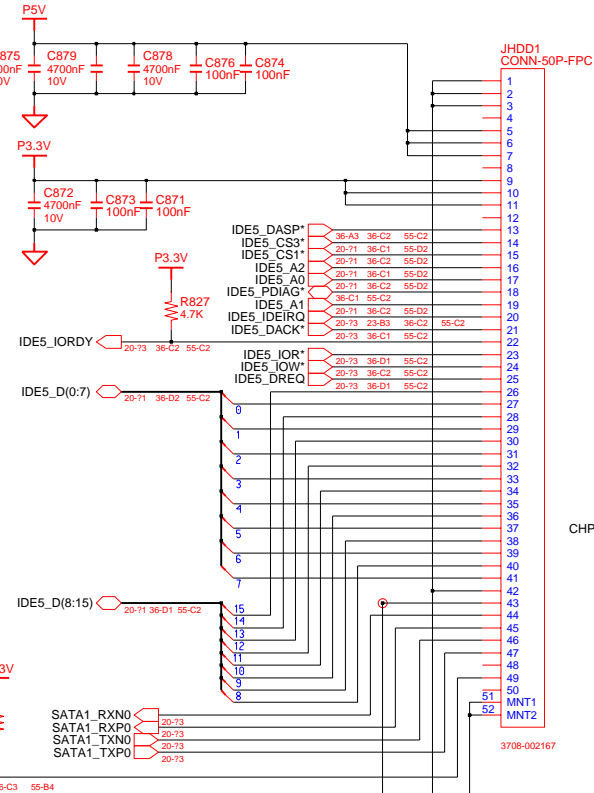 P5V
JHDD1
CONN-50P-FPC
875 C879 C878 C876 C874
00nF 4700nF 4700nF 100nF 100nF
0V 10V 10V
P3.3V
C872 C873 C871
4700nF 100nF 100nF
10V
1
2
3
4
5
6
7
8
9
10
11
12
13
14
15
16
17
18
19
20
21
22
23
24
25
26
27
28
29
30
31
32
33
34
35
36
37
38
39
40
41
42
43
44
45
46
47
48
49
50
51 MNT1
52 MNT2
3708-002167
CHP
IDE5_DASP*
36-A3 36-C2 55-C2
IDE5_CS3*
20-?1 36-C1 55-D2
IDE5_CS1*
20-?1 36-C2 55-D2
IDE5_A2
20-?1 36-C1 55-D2
IDE5_A0
20-?1 36-C2 55-D2
IDE5_PDIAG*
36-C1 55-C2
IDE5_A1
20-?1 36-C2 55-D2
IDE5_IDEIRQ
20-?3 23-B3 36-C2 55-C2
IDE5_DACK*
20-?3 36-C1 55-C2
P3.3V
R827
4.7K
IDE5_IORDY
20-?3 36-C2 55-C2
IDE5_IOR*
20-?3 36-D1 55-C2
IDE5_IOW*
20-?3 36-C2 55-C2
IDE5_DREQ
20-?3 36-D1 55-C2
IDE5_D(0:7)
20-?1 36-D2 55-C2
0
1
2
3
4
5
6
7
IDE5_D(8:15)
20-?1 36-D1 55-C2
15
14
13
12
11
10
9
8
3V
SATA1_RXN0
20-?3
SATA1_RXP0
20-?3
SATA1_TXN0
20-?3
SATA1_TXP0
20-?3
-C3 55-B4